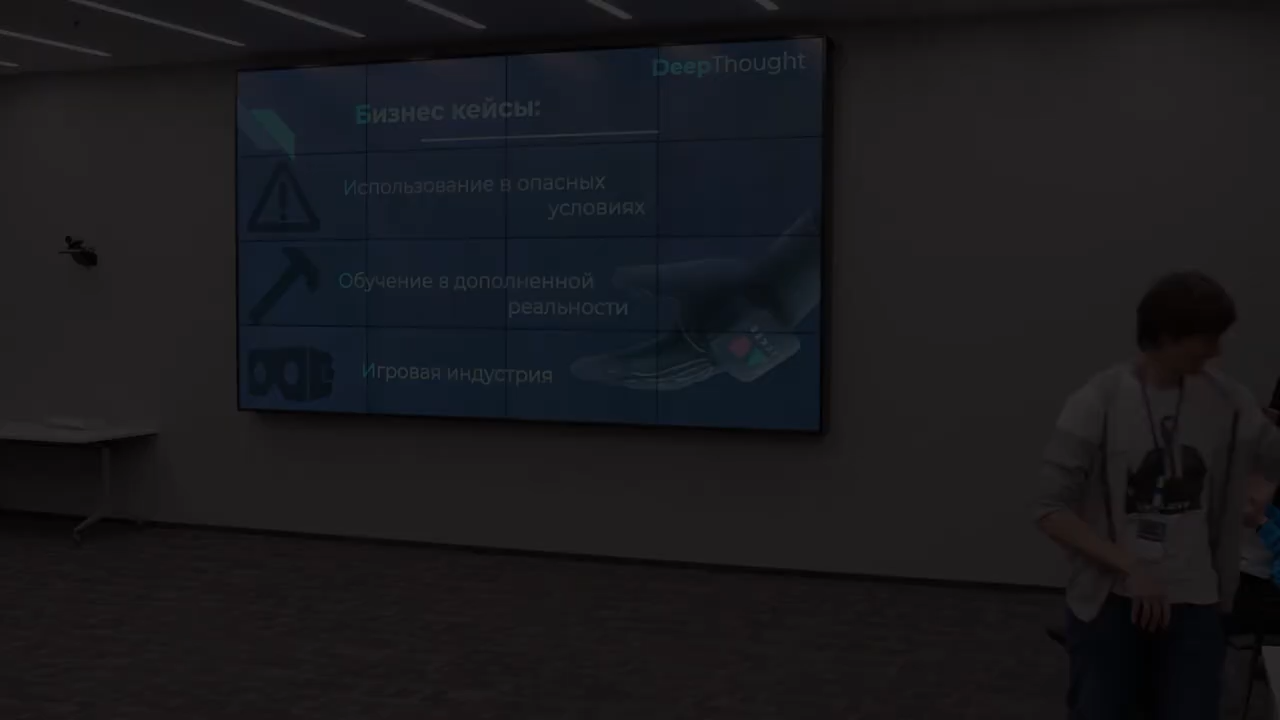 DeepThought
Бизнес кейсы:
Использование в опасных
условиях
Обучение в дополненной
реальности
Игровая индустрия